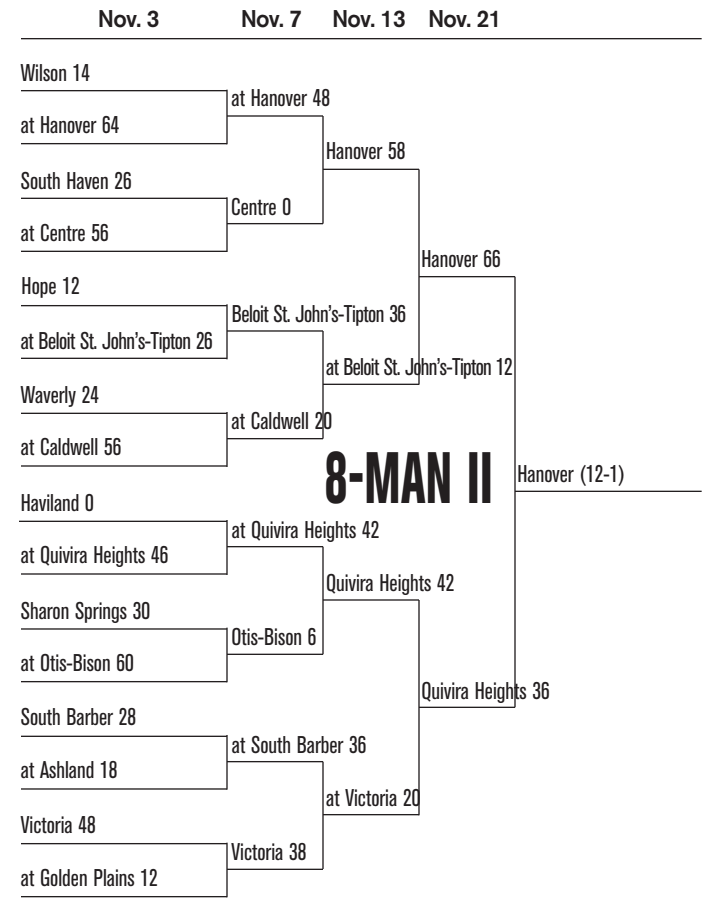 Nov. 3 Nov. 7 Nov. 13 Nov. 21
Wilson 14
at Hanover 64
South Haven 26
at Centre 56
Hope 12
at Beloit St. John's-Tipton 26
Waverly 24
at Caldwell 56
Haviland 0
at Quivira Heights 46
Sharon Springs 30
at Otis-Bison 60
South Barber 28
at Ashland 18
Victoria 48
at Golden Plains 12
at Hanover 48
Centre 0
Beloit St. John's-Tipton 36
at Caldwell 20
at Quivira Heights 42
Otis-Bison 6
at South Barber 36
Victoria 38
Hanover 58
at Beloit St. John's-Tipton 12
Quivira Heights 42
at Victoria 20
Hanover 66
Quivira Heights 36
8-MAN II
Hanover (12-1)